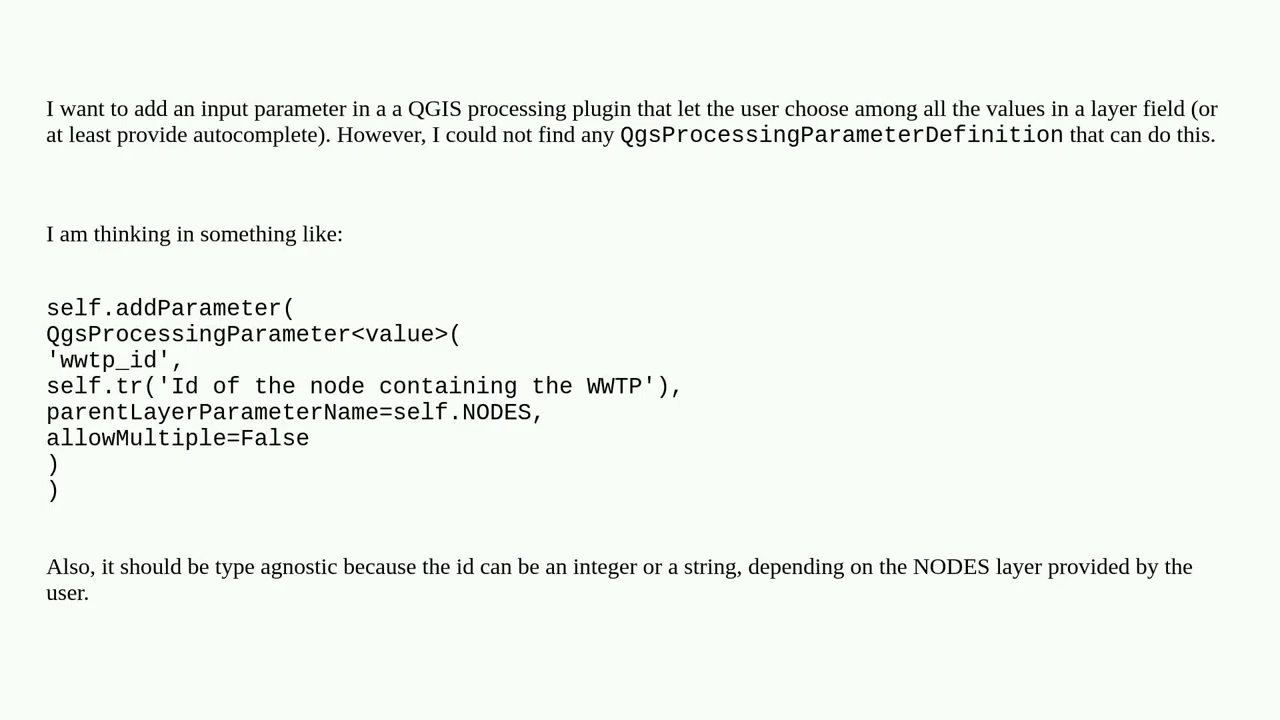 I want to add an input parameter in a a QGIS processing plugin that let the user choose among all the values in a layer field (or
at least provide autocomplete). However, I could not find any QgsProcessingParameterDefinition that can do this.
I am thinking in something like:
self.addParameter(
QgsProcessingParameter<value>(
'wwtp_id',
self.tr('Id of the node containing the WWTP'),
parentLayerParameterName=self.NODES,
allowMultiple=False
)
)
Also, it should be type agnostic because the id can be an integer or a string, depending on the NODES layer provided by the
user.